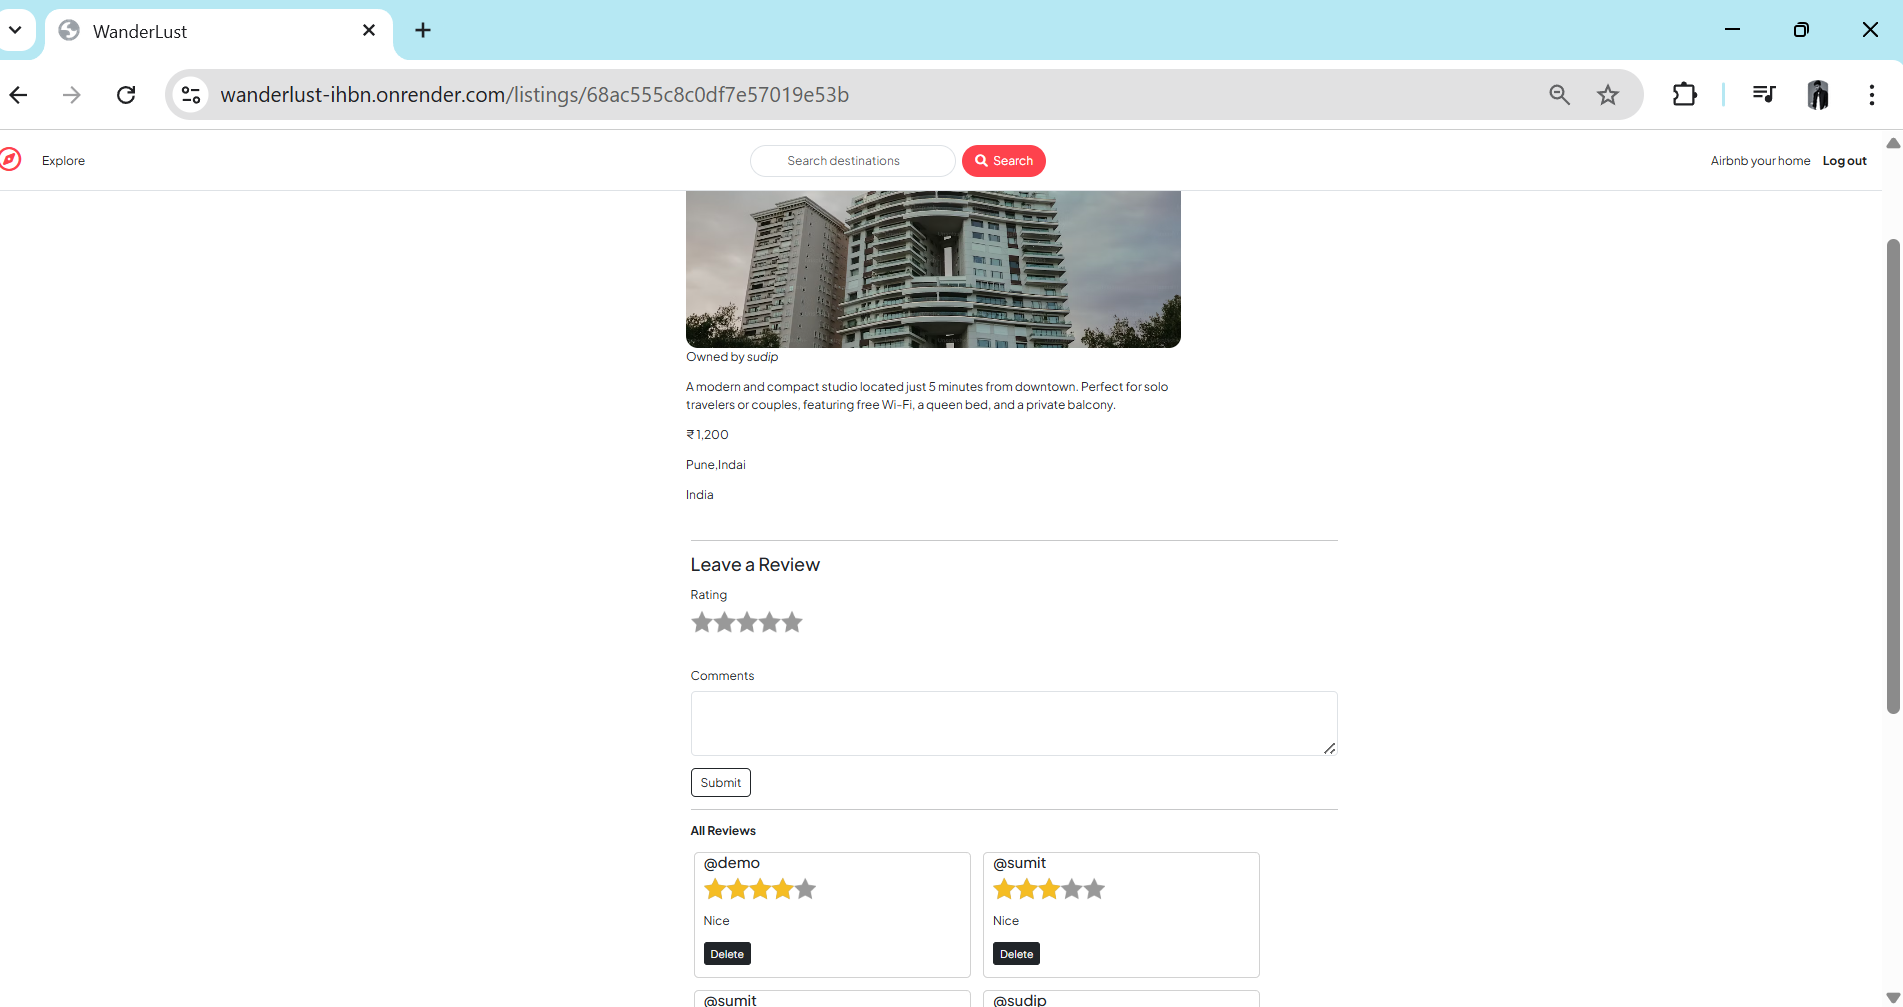 WanderLust
wanderlust-ihbn.onrender.com/listings/68ac555c8c0df7e57019e53b
Explore
Search destinations
Search
Airbnb your home
Log out
Owned by sudip
A modern and compact studio located just 5 minutes from downtown. Perfect for solo
travelers or couples, featuring free Wi-Fi, a queen bed, and a private balcony.
₹ 1,200
Pune,Indai
India
Leave a Review
Rating
Comments
Submit
All Reviews
@demo
Nice
Delete
@sumit
Nice
Delete
@sumit
@sudip